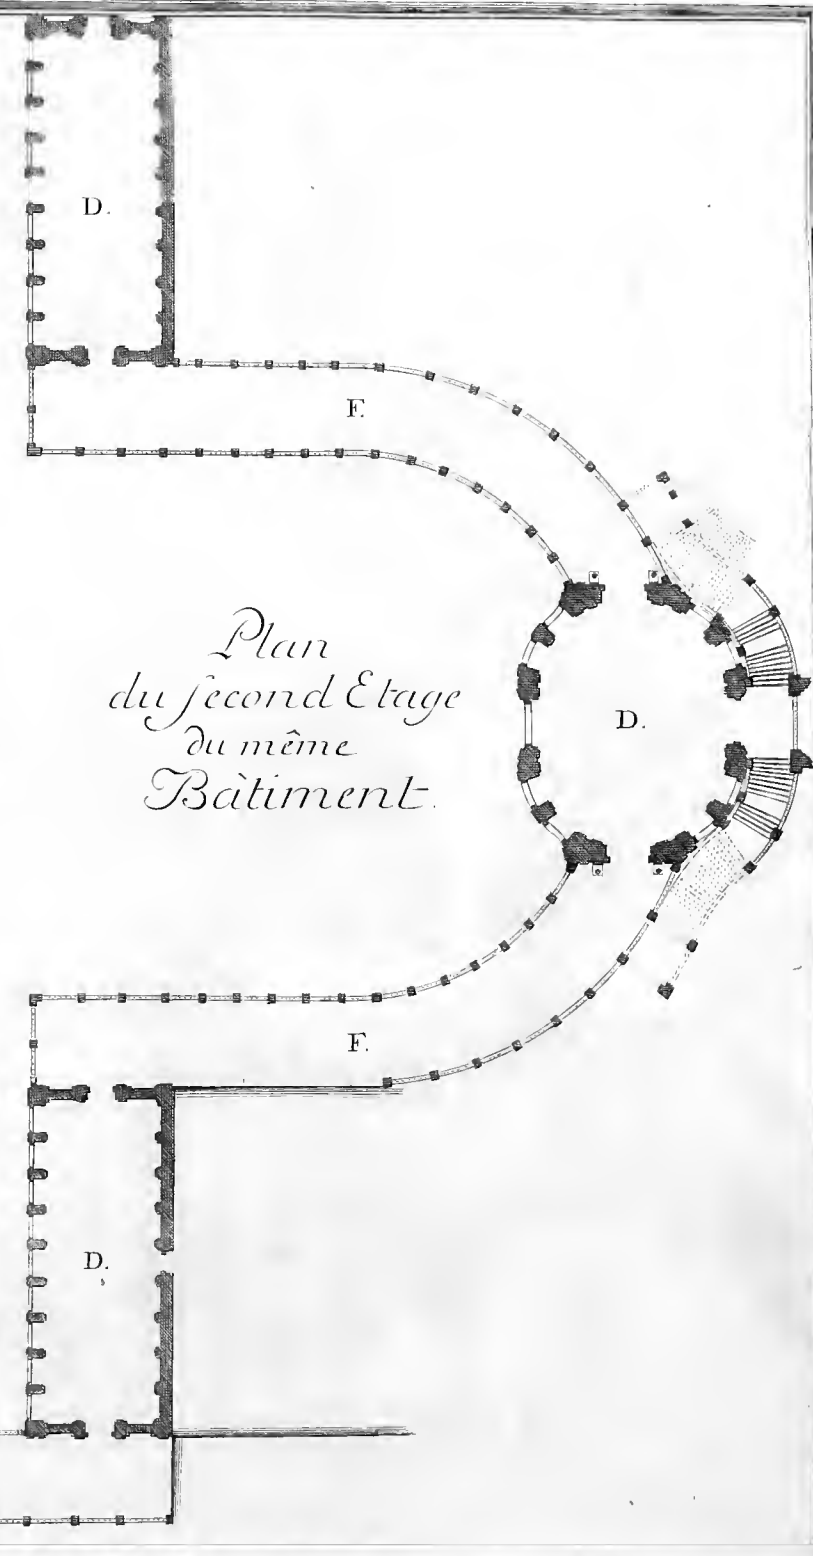 D.
F.
Plan
du second Etage
du même
Bâtiment.
D.
F.
D.